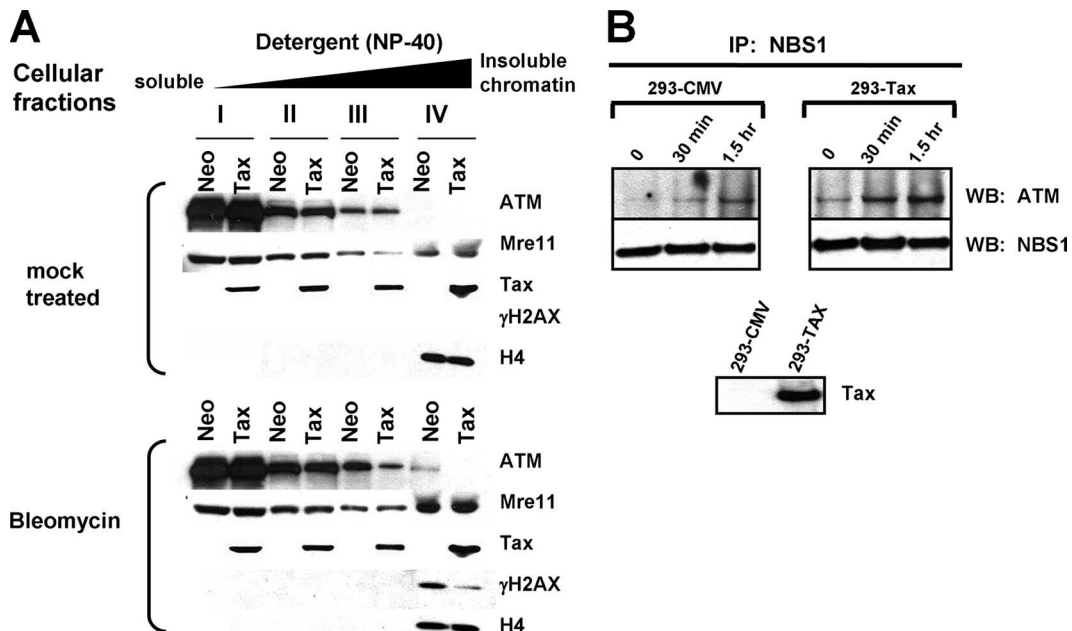 A
Detergent (NP-40)
Cellular fractions
soluble
Insoluble chromatin
I II III IV
Neo Tax Neo Tax Neo Tax Neo Tax
mock treated
ATM
Mre11
Tax
γH2AX
H4
Neo Tax Neo Tax Neo Tax Neo Tax
Bleomycin
ATM
Mre11
Tax
γH2AX
H4
B
IP: NBS1
293-CMV 293-Tax
0 30 min 1.5 hr 0 30 min 1.5 hr
WB: ATM
WB: NBS1
293-CMV 293-TAX
Tax